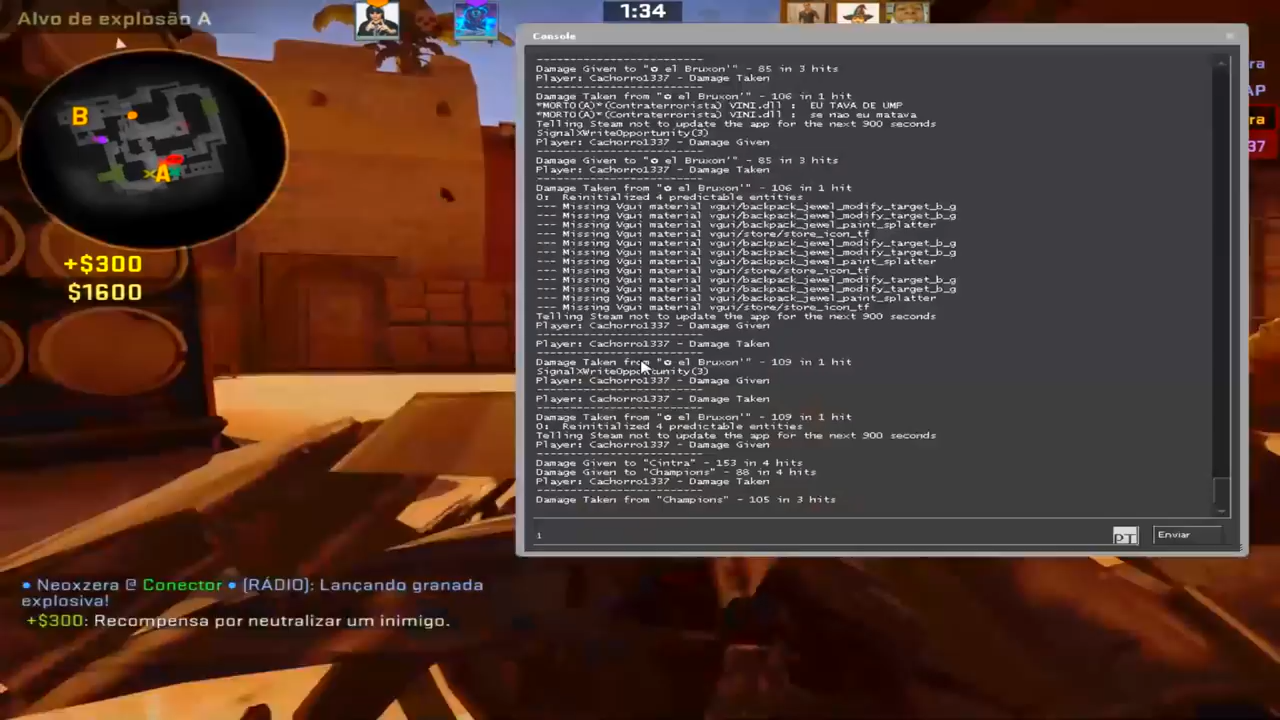 Alvo de explosão A
1:34
B
A
+$300
$1600
ra
AP
ra
37
Console
------------------------
Damage Given to "✿ el Bruxon'" - 85 in 3 hits
Player: Cachorro1337 - Damage Taken
------------------------
Damage Taken from "✿ el Bruxon'" - 106 in 1 hit
*MORTO(A)*(Contraterrorista) VINI.dll :  EU TAVA DE UMP
*MORTO(A)*(Contraterrorista) VINI.dll :  se nao eu matava
Telling Steam not to update the app for the next 900 seconds
SignalXWriteOpportunity(3)
Player: Cachorro1337 - Damage Given
------------------------
Damage Given to "✿ el Bruxon'" - 85 in 3 hits
Player: Cachorro1337 - Damage Taken
------------------------
Damage Taken from "✿ el Bruxon'" - 106 in 1 hit
0:  Reinitialized 4 predictable entities
--- Missing Vgui material vgui/backpack_jewel_modify_target_b_g
--- Missing Vgui material vgui/backpack_jewel_modify_target_b_g
--- Missing Vgui material vgui/backpack_jewel_paint_splatter
--- Missing Vgui material vgui/store/store_icon_tf
--- Missing Vgui material vgui/backpack_jewel_modify_target_b_g
--- Missing Vgui material vgui/backpack_jewel_modify_target_b_g
--- Missing Vgui material vgui/backpack_jewel_paint_splatter
--- Missing Vgui material vgui/store/store_icon_tf
--- Missing Vgui material vgui/backpack_jewel_modify_target_b_g
--- Missing Vgui material vgui/backpack_jewel_modify_target_b_g
--- Missing Vgui material vgui/backpack_jewel_paint_splatter
--- Missing Vgui material vgui/store/store_icon_tf
Telling Steam not to update the app for the next 900 seconds
Player: Cachorro1337 - Damage Given
------------------------
Player: Cachorro1337 - Damage Taken
------------------------
Damage Taken from "✿ el Bruxon'" - 109 in 1 hit
SignalXWriteOpportunity(3)
Player: Cachorro1337 - Damage Given
------------------------
Player: Cachorro1337 - Damage Taken
------------------------
Damage Taken from "✿ el Bruxon'" - 109 in 1 hit
0:  Reinitialized 4 predictable entities
Telling Steam not to update the app for the next 900 seconds
Player: Cachorro1337 - Damage Given
------------------------
Damage Given to "Cintra" - 153 in 4 hits
Damage Given to "Champions" - 88 in 4 hits
Player: Cachorro1337 - Damage Taken
------------------------
Damage Taken from "Champions" - 105 in 3 hits
1
PT
Enviar
• Neoxzera @ Conector • (RÁDIO): Lançando granada
explosiva!
+$300: Recompensa por neutralizar um inimigo.